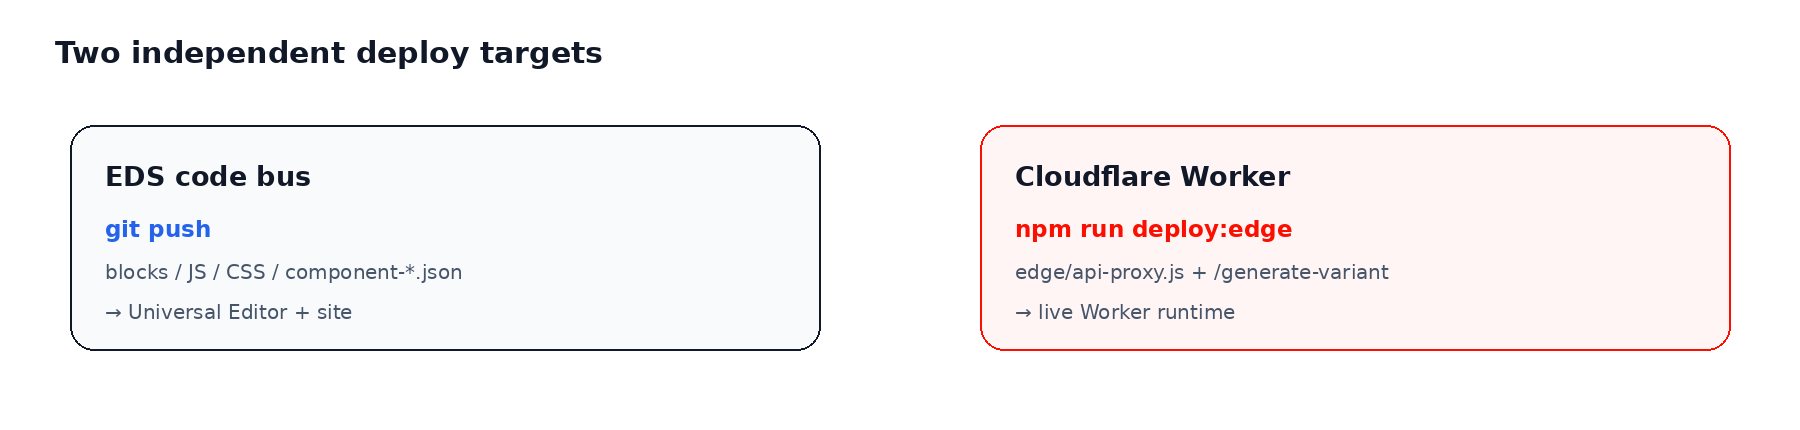 Two independent deploy targets
EDS code bus
git push
blocks / JS / CSS / component-*.json
→ Universal Editor + site
Cloudflare Worker
npm run deploy:edge
edge/api-proxy.js + /generate-variant
→ live Worker runtime